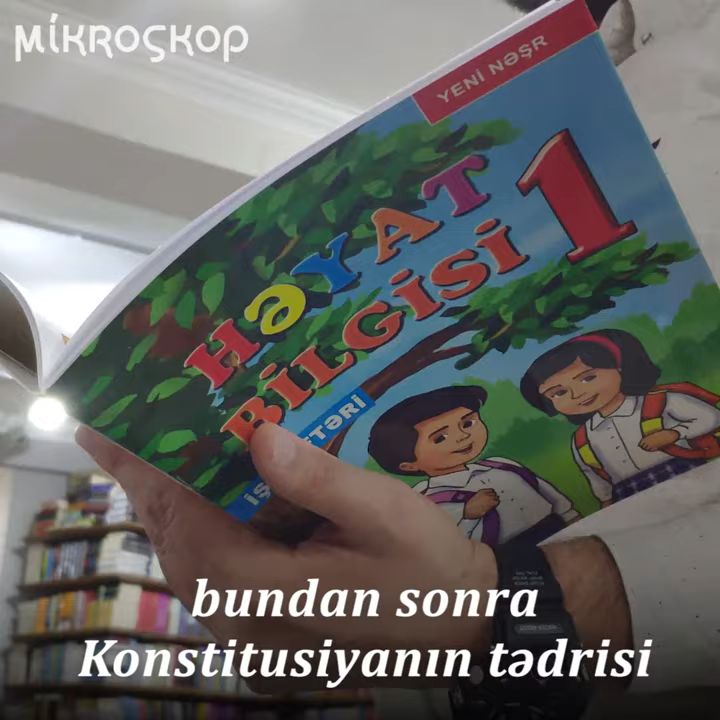 MİKROSKOP
YENİ NƏŞR
HƏYAT
BİLGİSİ 1
bundan sonra
Konstitusiyanın tədrisi